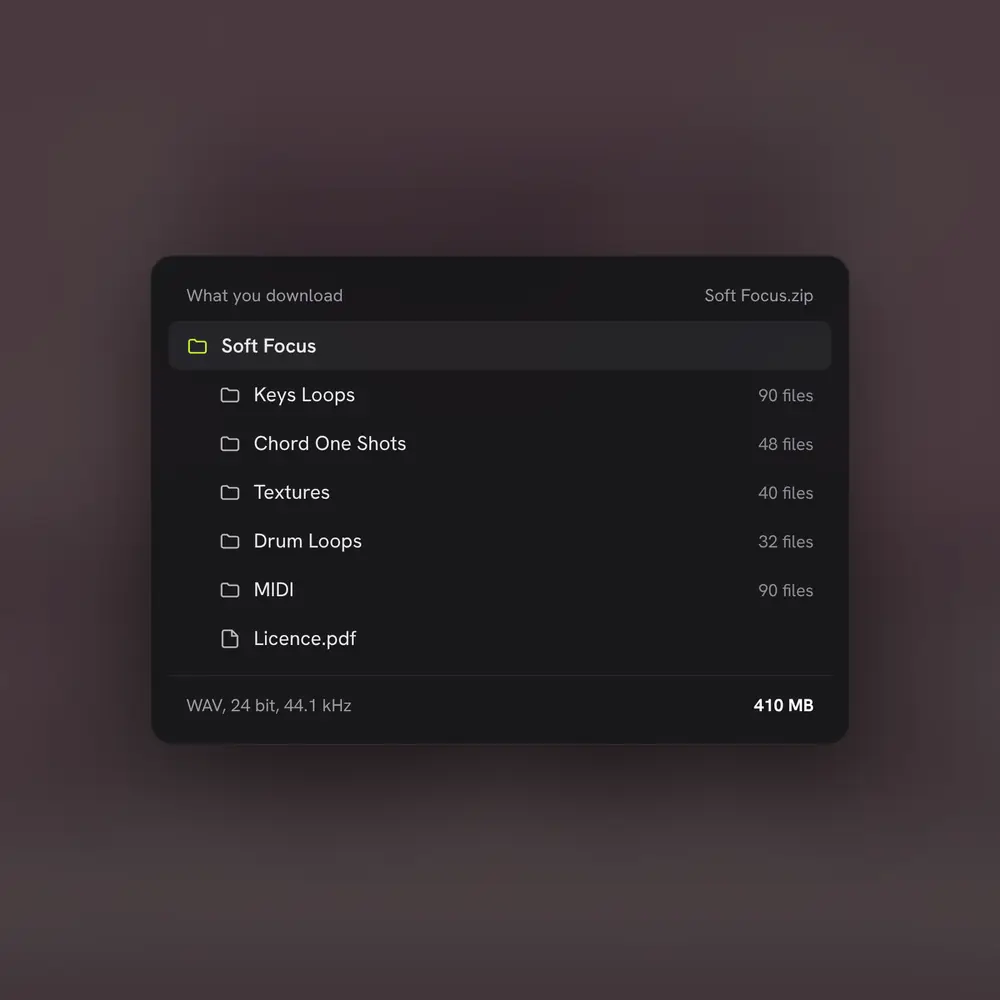 What you download Soft Focus.zip
Soft Focus
Keys Loops 90 files
Chord One Shots 48 files
Textures 40 files
Drum Loops 32 files
MIDI 90 files
Licence.pdf
WAV, 24 bit, 44.1 kHz 410 MB